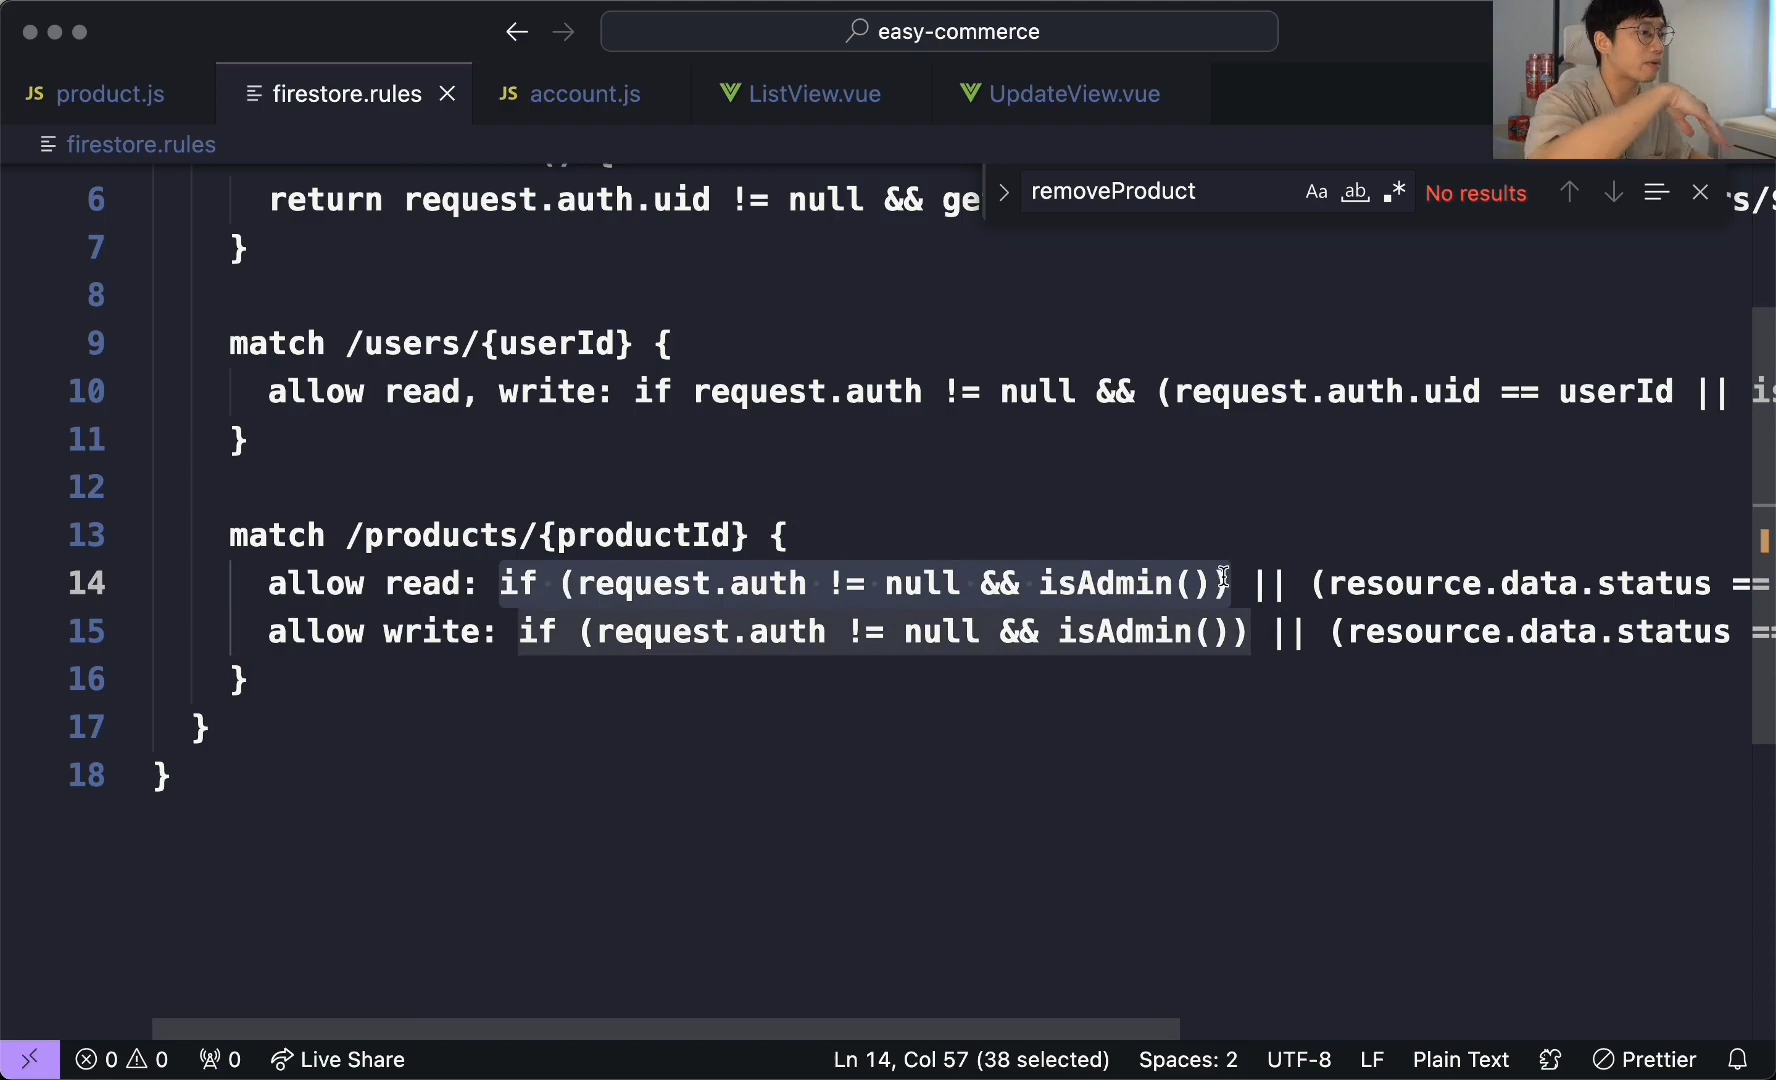 easy-commerce
JS product.js
firestore.rules
JS account.js
ListView.vue
UpdateView.vue
firestore.rules
removeProduct
Aa
ab
No results
6 return request.auth.uid != null && ge
s/
7 }
8
9 match /users/{userId} {
10 allow read, write: if request.auth != null && (request.auth.uid == userId || is
11 }
12
13 match /products/{productId} {
14 allow read: if (request.auth != null && isAdmin()) || (resource.data.status ==
15 allow write: if (request.auth != null && isAdmin()) || (resource.data.status ==
16 }
17 }
18 }
0 0 0 Live Share
Ln 14, Col 57 (38 selected) Spaces: 2 UTF-8 LF Plain Text Prettier